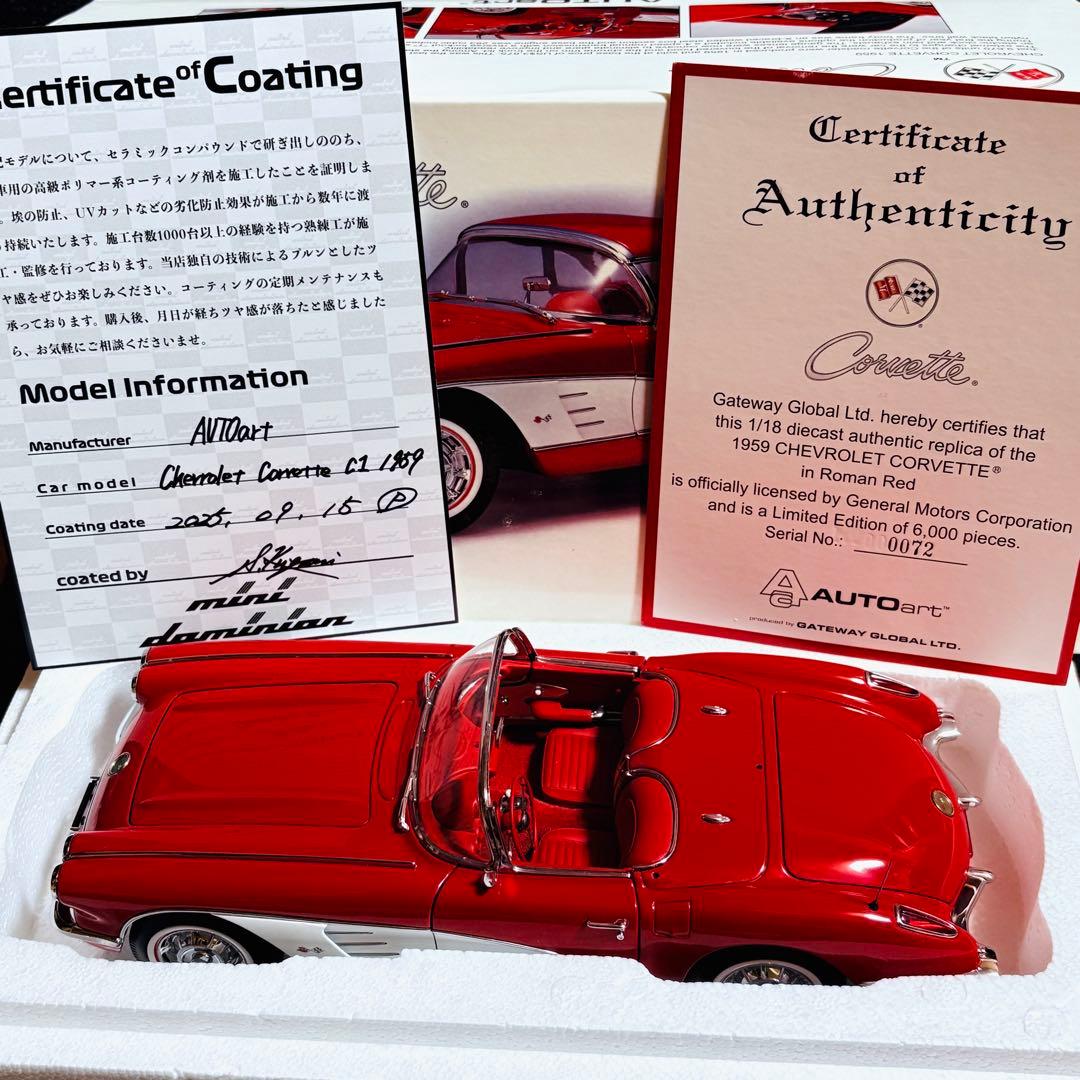 ertificate of Coating
記モデルについて、セラミックコンパウンドで研ぎ出しののち、
車用の高級ポリマー系コーティング剤を施工したことを証明しま
。埃の防止、UVカットなどの劣化防止効果が施工から数年に渡
持続いたします。施工台数1000台以上の経験を持つ熟練工が施
工・監修を行っております。当店独自の技術によるプルンとしたツ
ヤ感をぜひお楽しみください。コーティングの定期メンテナンスも
承っております。購入後、月日が経ちツヤ感が落ちたと感じました
ら、お気軽にご相談くださいませ。
Model Information
Manufacturer AUTOart
Car model Chevrolet Corvette C1 1959
Coating date 2025. 09. 15 Ⓟ
coated by
mini
daminian
Certificate
of
Authenticity
Corvette®
Gateway Global Ltd. hereby certifies that
this 1/18 diecast authentic replica of the
1959 CHEVROLET CORVETTE®
in Roman Red
is officially licensed by General Motors Corporation
and is a Limited Edition of 6,000 pieces.
Serial No.: 0072
AUTOart™
produced by GATEWAY GLOBAL LTD.
tte®